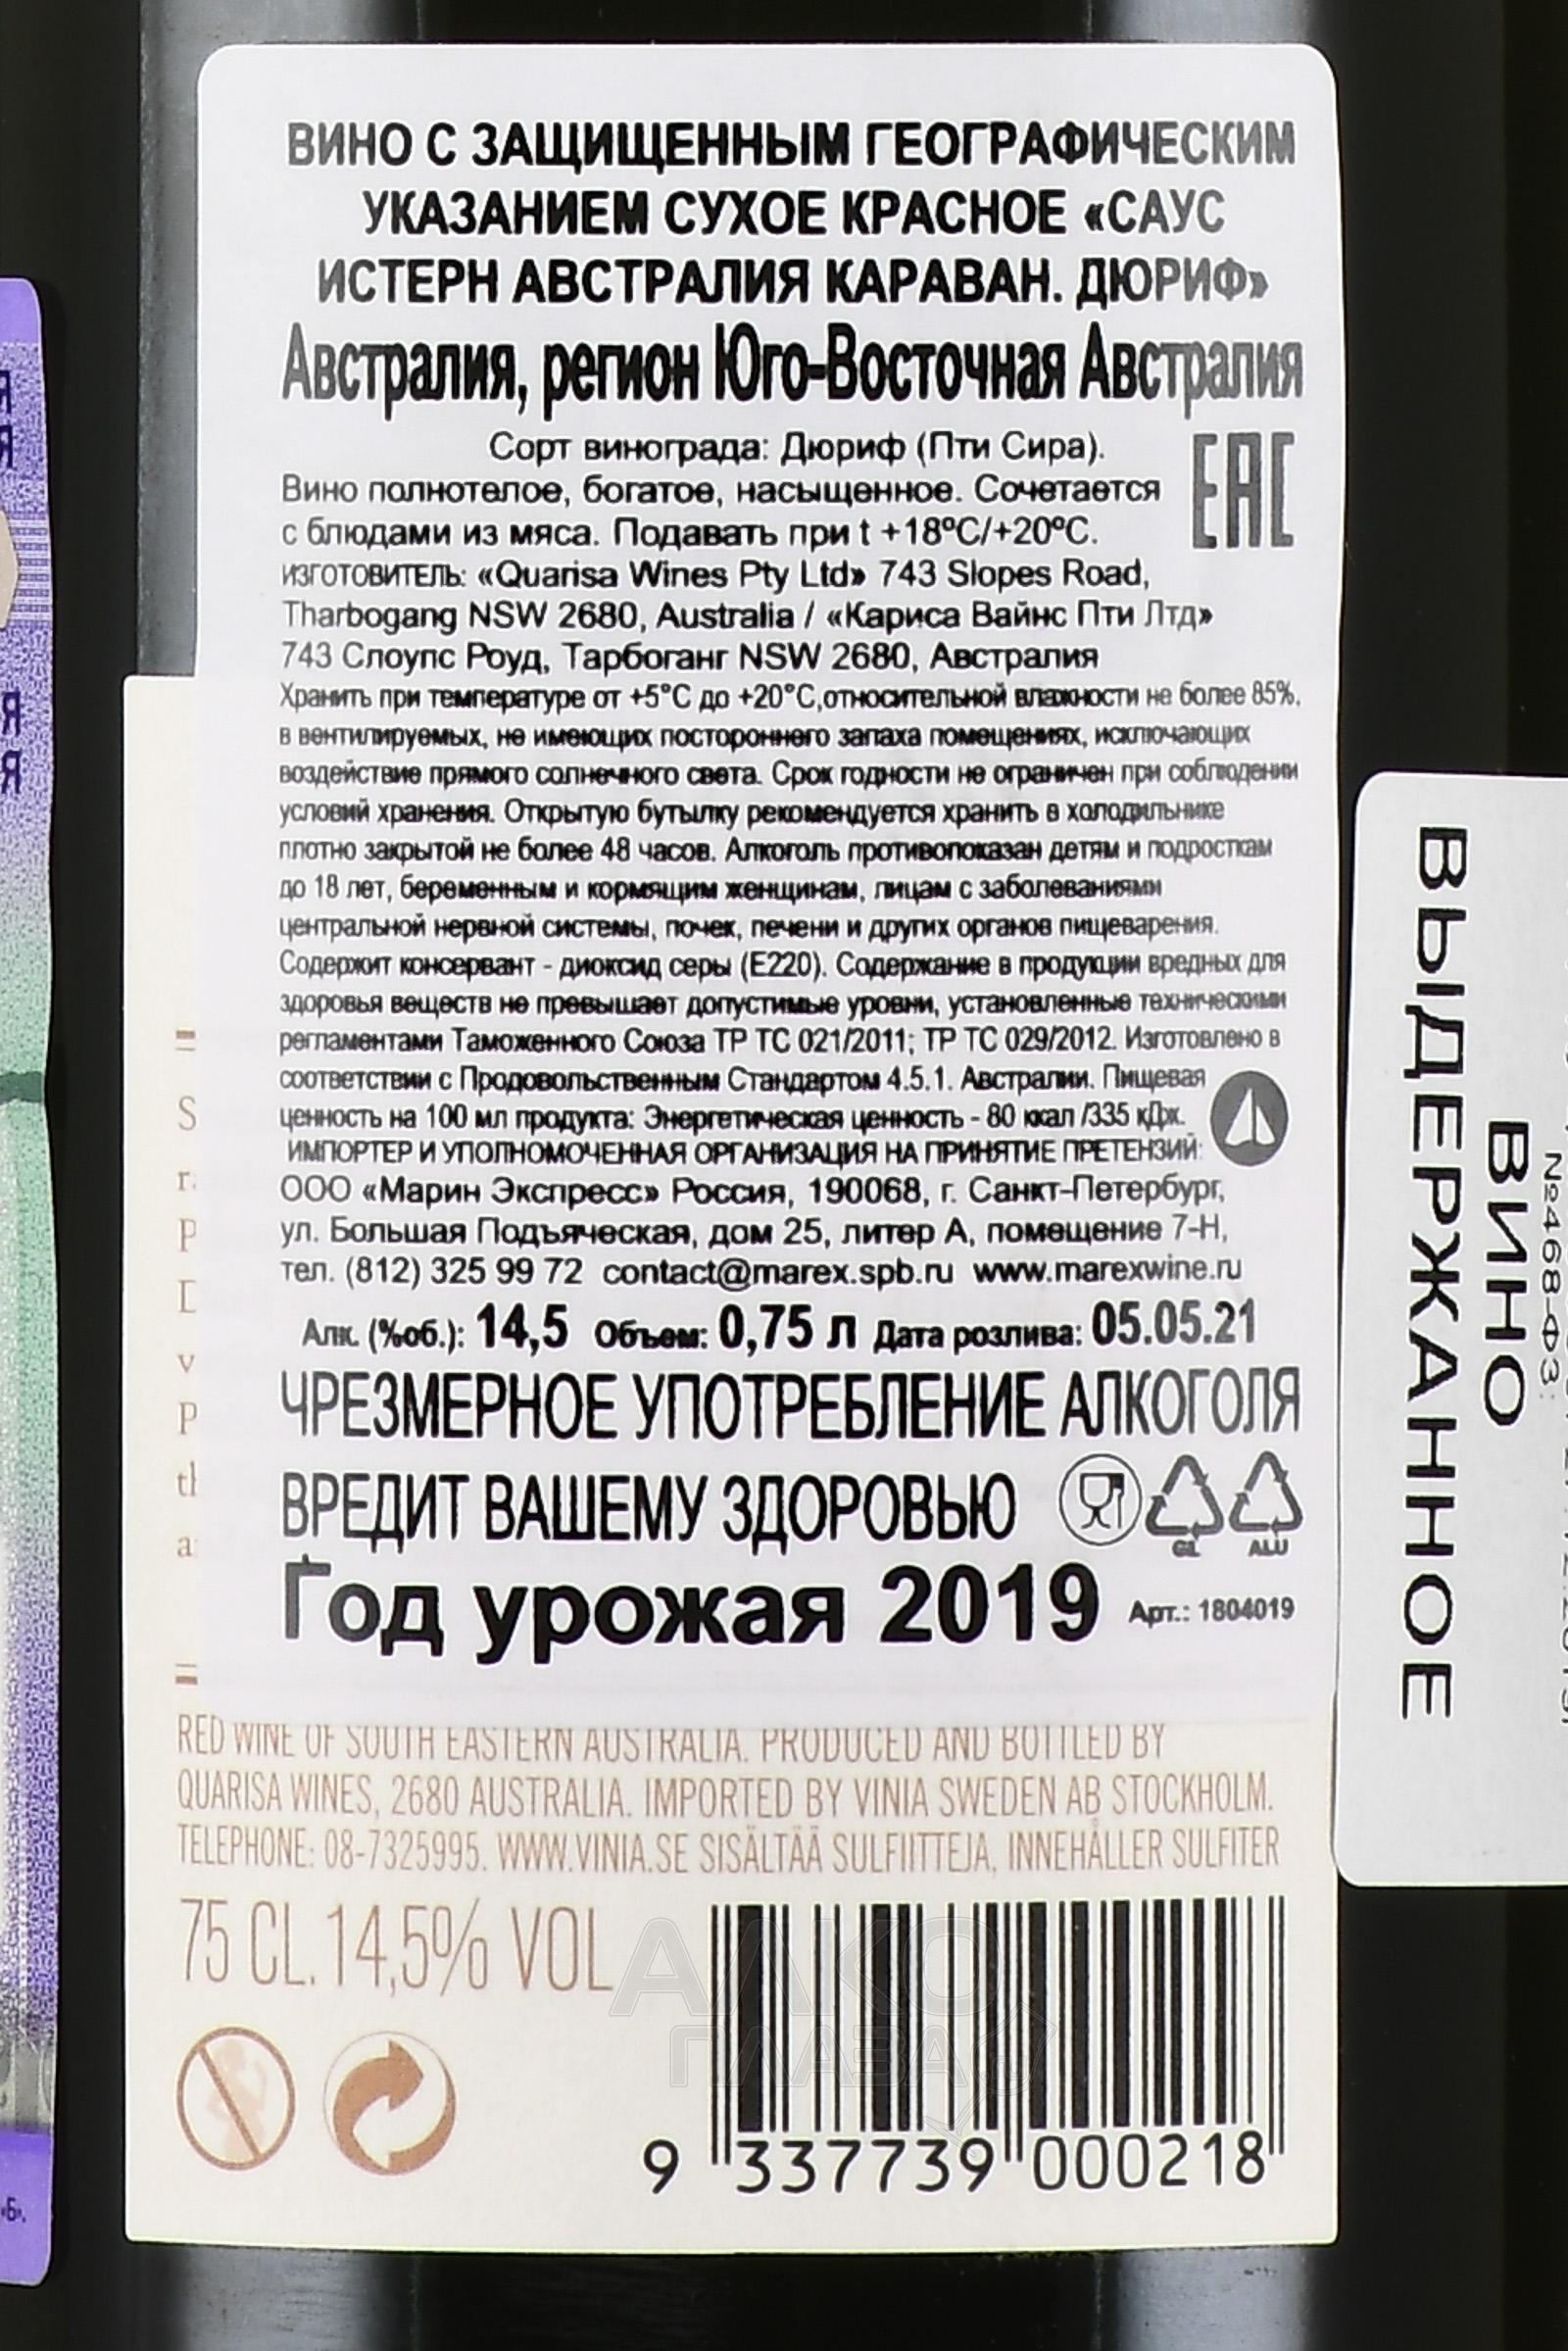 ВИНО С ЗАЩИЩЕННЫМ ГЕОГРАФИЧЕСКИМ
УКАЗАНИЕМ СУХОЕ КРАСНОЕ «САУС
ИСТЕРН АВСТРАЛИЯ КАРАВАН. ДЮРИФ»
Австралия, регион Юго-Восточная Австралия
Сорт винограда: Дюриф (Пти Сира).
Вино полнотелое, богатое, насыщенное. Сочетается
с блюдами из мяса. Подавать при t +18ºС/+20ºС.
EAC
ИЗГОТОВИТЕЛЬ: «Quarisa Wines Pty Ltd» 743 Slopes Road,
Tharbogang NSW 2680, Australia / «Кариса Вайнс Пти Лтд»
743 Слоупс Роуд, Тарбоганг NSW 2680, Австралия
Хранить при температуре от +5°С до +20°С,относительной влажности не более 85%,
в вентилируемых, не имеющих постороннего запаха помещениях, исключающих
воздействие прямого солнечного света. Срок годности не ограничен при соблюдении
условий хранения. Открытую бутылку рекомендуется хранить в холодильнике
плотно закрытой не более 48 часов. Алкоголь противопоказан детям и подросткам
до 18 лет, беременным и кормящим женщинам, лицам с заболеваниями
центральной нервной системы, почек, печени и других органов пищеварения.
Содержит консервант - диоксид серы (Е220). Содержание в продукции вредных для
здоровья веществ не превышает допустимые уровни, установленные техническими
регламентами Таможенного Союза ТР ТС 021/2011; ТР ТС 029/2012. Изготовлено в
соответствии с Продовольственным Стандартом 4.5.1. Австралии. Пищевая
ценность на 100 мл продукта: Энергетическая ценность - 80 ккал /335 кДж.
ИМПОРТЕР И УПОЛНОМОЧЕННАЯ ОРГАНИЗАЦИЯ НА ПРИНЯТИЕ ПРЕТЕНЗИЙ:
ООО «Марин Экспресс» Россия, 190068, г. Санкт-Петербург,
ул. Большая Подъяческая, дом 25, литер А, помещение 7-Н,
тел. (812) 325 99 72 contact@marex.spb.ru www.marexwine.ru
Алк. (%об.): 14,5 Объем: 0,75 л Дата розлива: 05.05.21
ЧРЕЗМЕРНОЕ УПОТРЕБЛЕНИЕ АЛКОГОЛЯ
ВРЕДИТ ВАШЕМУ ЗДОРОВЬЮ
GL ALU
Год урожая 2019 Арт.: 1804019
RED WINE OF SOUTH EASTERN AUSTRALIA. PRODUCED AND BOTTLED BY
QUARISA WINES, 2680 AUSTRALIA. IMPORTED BY VINIA SWEDEN AB STOCKHOLM.
TELEPHONE: 08-7325995. WWW.VINIA.SE SISÄLTÄÄ SULFIITTEJA, INNEHÅLLER SULFITER
75 CL. 14,5% VOL
АЛКО
ГЛАВА
9 337739 000218
№468-ФЗ:
ВИНО
ВЫДЕРЖАННОЕ